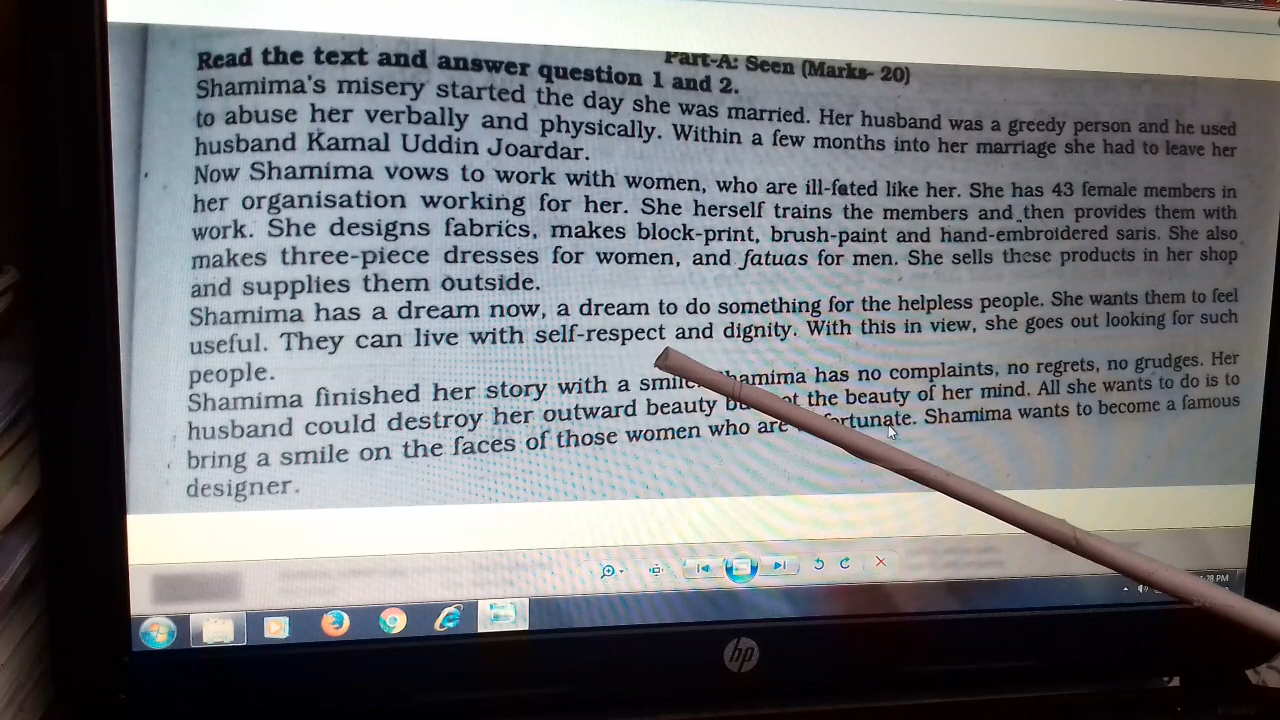 Part-A: Seen (Marks- 20)
Read the text and answer question 1 and 2.
Shamima's misery started the day she was married. Her husband was a greedy person and he used
to abuse her verbally and physically. Within a few months into her marriage she had to leave her
husband Kamal Uddin Joardar.
Now Shamima vows to work with women, who are ill-fated like her. She has 43 female members in
her organisation working for her. She herself trains the members and then provides them with
work. She designs fabrics, makes block-print, brush-paint and hand-embroidered saris. She also
makes three-piece dresses for women, and fatuas for men. She sells these products in her shop
and supplies them outside.
Shamima has a dream now, a dream to do something for the helpless people. She wants them to feel
useful. They can live with self-respect and dignity. With this in view, she goes out looking for such
people.
Shamima finished her story with a smile. Shamima has no complaints, no regrets, no grudges. Her
husband could destroy her outward beauty but not the beauty of her mind. All she wants to do is to
bring a smile on the faces of those women who are Shamima wants to become a famous
designer.
PM
hp